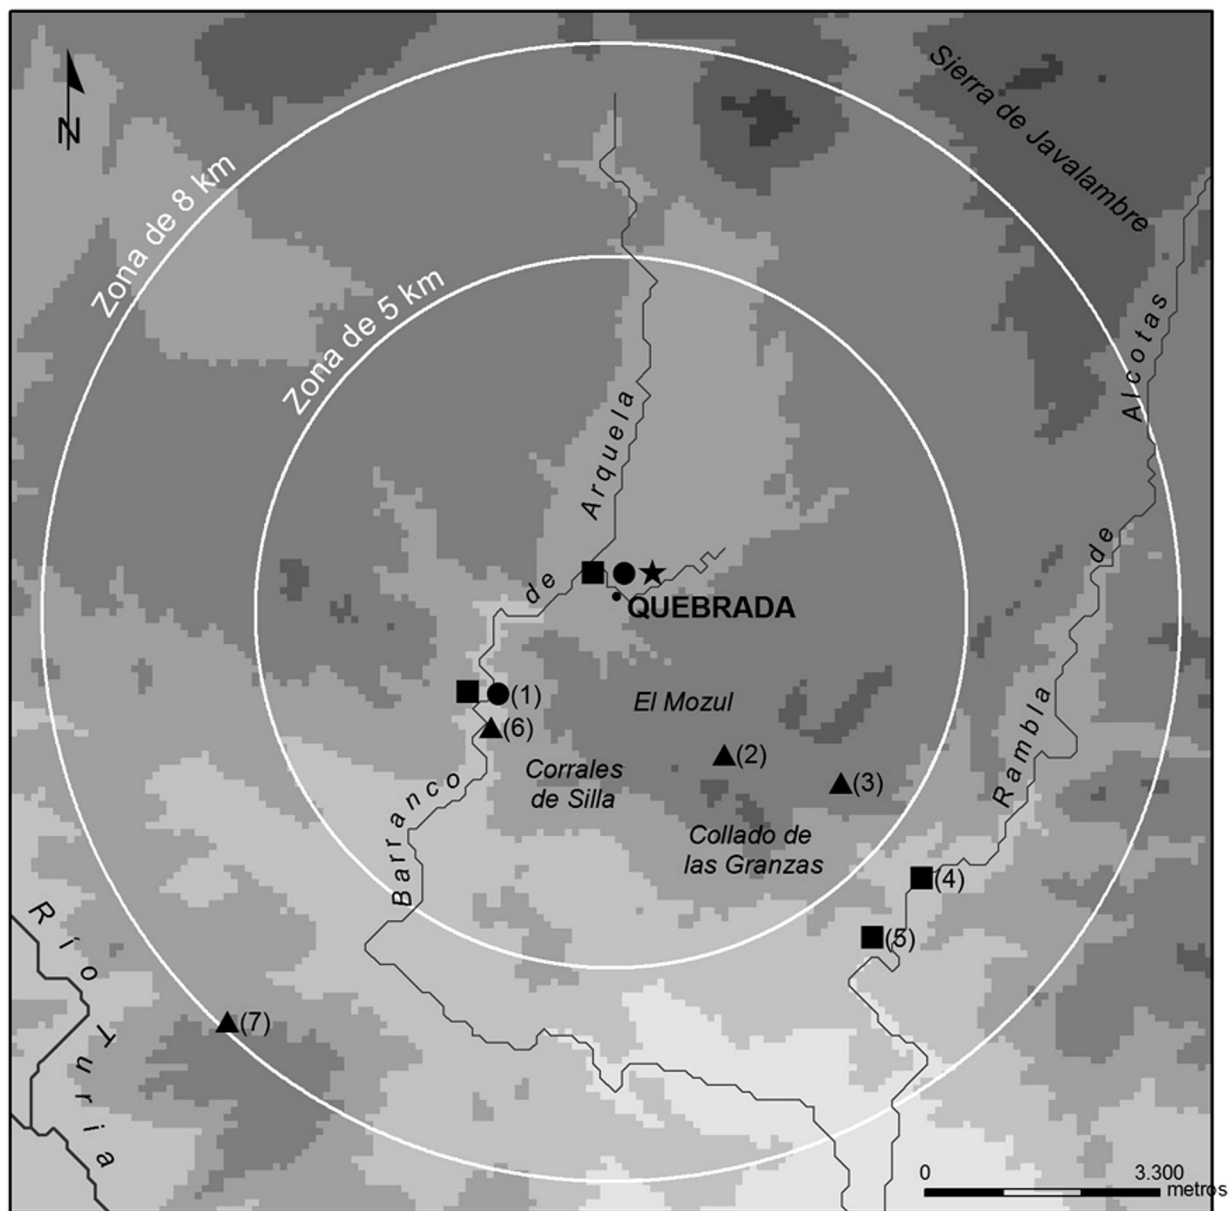 N
Sierra de Javalambre
Zona de 8 km
Zona de 5 km
Barranco de Arquela
Rambla de Alcotas
QUEBRADA
(1)
El Mozul
(6)
(2)
Corrales
de Silla
(3)
Collado de
las Granzas
(4)
(5)
Río Turia
(7)
0 3.300
metros